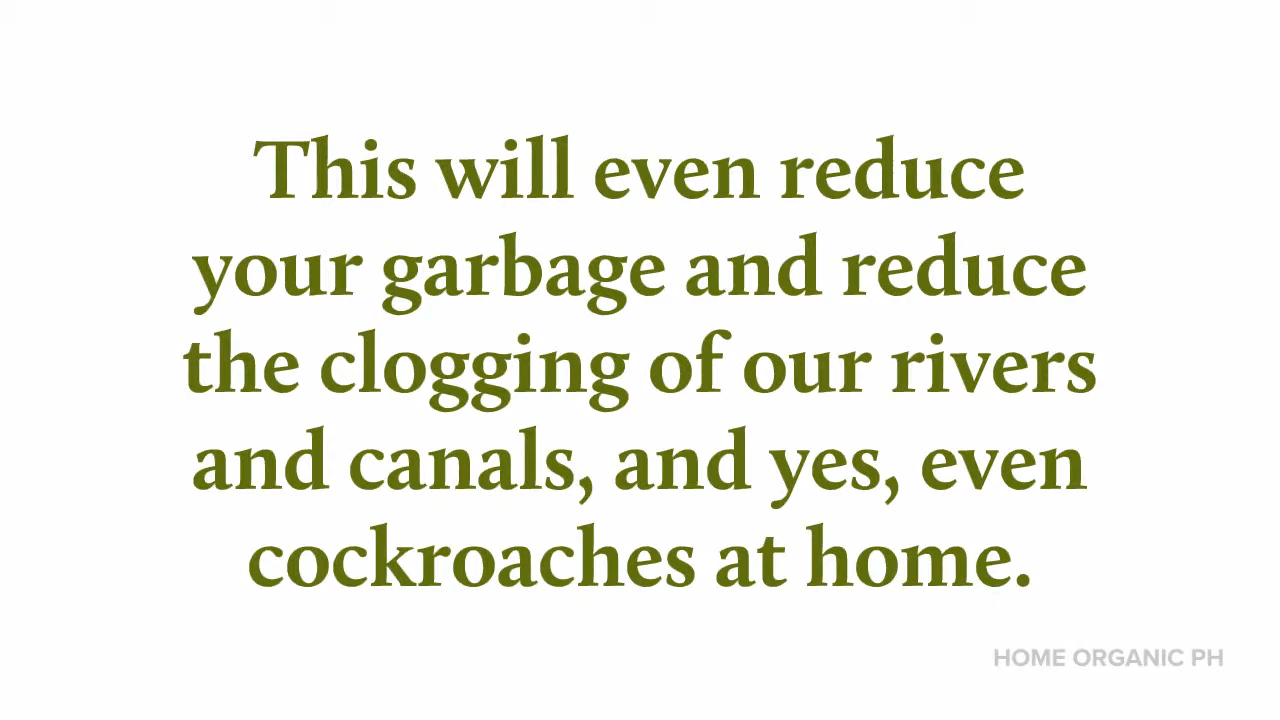 This will even reduce
your garbage and reduce
the clogging of our rivers
and canals, and yes, even
cockroaches at home.
HOME ORGANIC PH